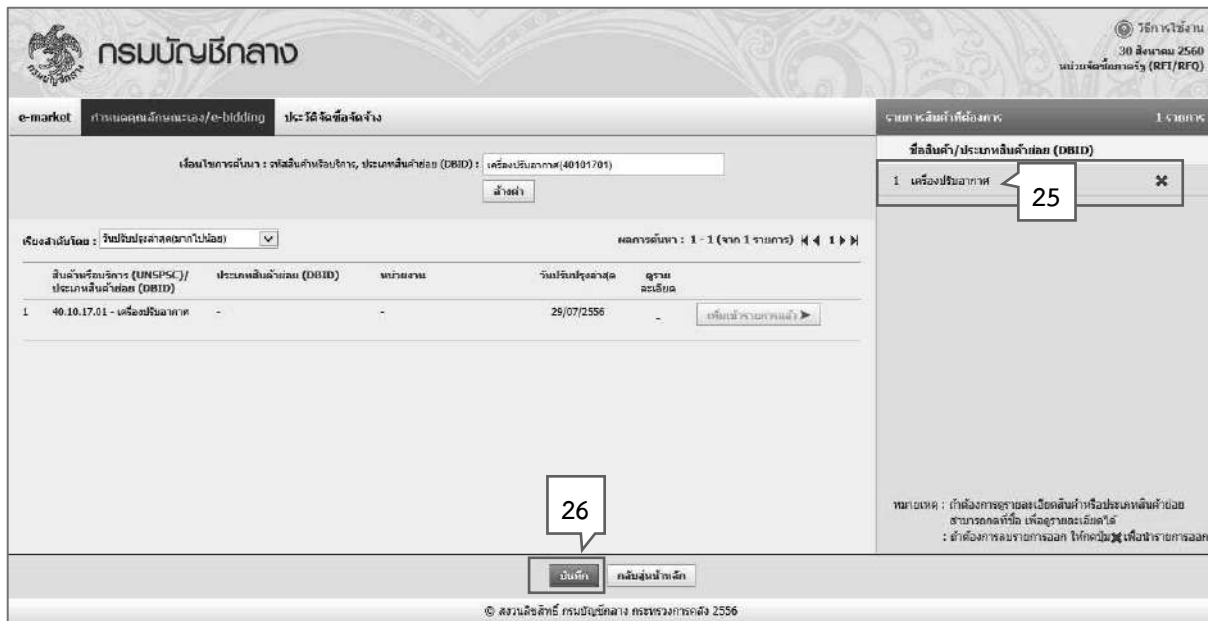 กรมบัญชีกลาง
วิธีการใช้งาน
30 สิงหาคม 2560
หน่วยจัดซื้อภาครัฐ (RFI/RFQ)
e-market กำหนดคุณลักษณะเอง/e-bidding ประวัติจัดซื้อจัดจ้าง
รายการสินค้าที่ต้องการ 1 รายการ
ชื่อสินค้า/ประเภทสินค้าย่อย (DBID)
1 เครื่องปรับอากาศ
25
เงื่อนไขการค้นหา : รหัสสินค้าหรือบริการ, ประเภทสินค้าย่อย (DBID) : เครื่องปรับอากาศ(40101701)
ล้างค่า
เรียงลำดับโดย : วันปรับปรุงล่าสุด(มากไปน้อย)
ผลการค้นหา : 1 - 1 (จาก 1 รายการ) 1
สินค้าหรือบริการ (UNSPSC)/ ประเภทสินค้าย่อย (DBID) หน่วยงาน วันปรับปรุงล่าสุด ดูราย
ประเภทสินค้าย่อย (DBID) ละเอียด
1 40.10.17.01 - เครื่องปรับอากาศ - - 29/07/2556 - เพิ่มเข้ารายการแล้ว
หมายเหตุ : ถ้าต้องการดูรายละเอียดสินค้าหรือประเภทสินค้าย่อย
สามารถกดที่ชื่อ เพื่อดูรายละเอียดได้
: ถ้าต้องการลบรายการออก ให้กดปุ่ม เพื่อนำรายการออก
26
บันทึก กลับสู่หน้าหลัก
© สงวนลิขสิทธิ์ กรมบัญชีกลาง กระทรวงการคลัง 2556